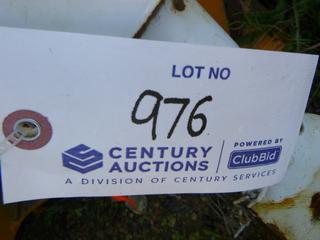 LOT NO
976
CENTURY AUCTIONS
POWERED BY
ClubBid
A DIVISION OF CENTURY SERVICES